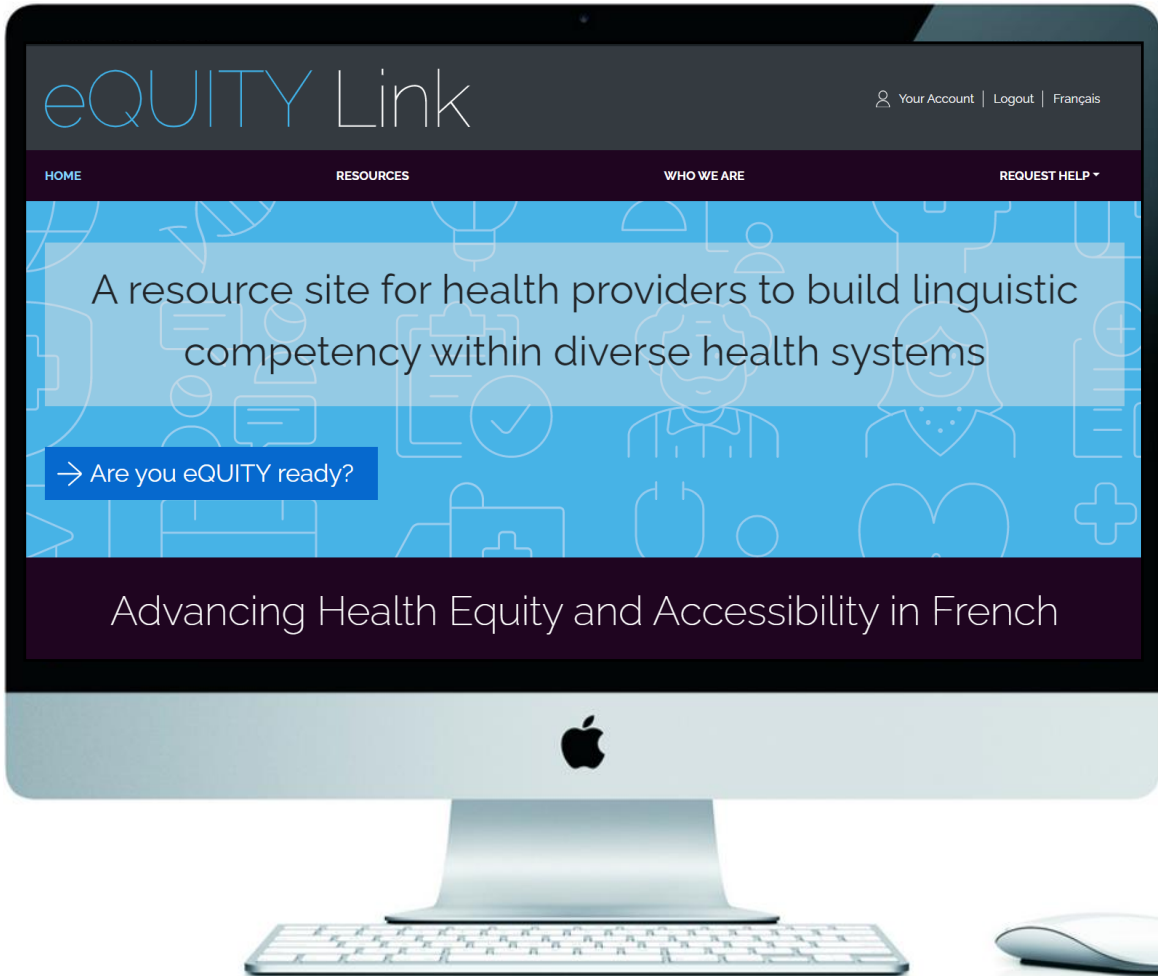 eQUITY Link
Your Account | Logout | Français
HOME
RESOURCES
WHO WE ARE
REQUEST HELP
A resource site for health providers to build linguistic
competency within diverse health systems
→ Are you eQUITY ready?
Advancing Health Equity and Accessibility in French